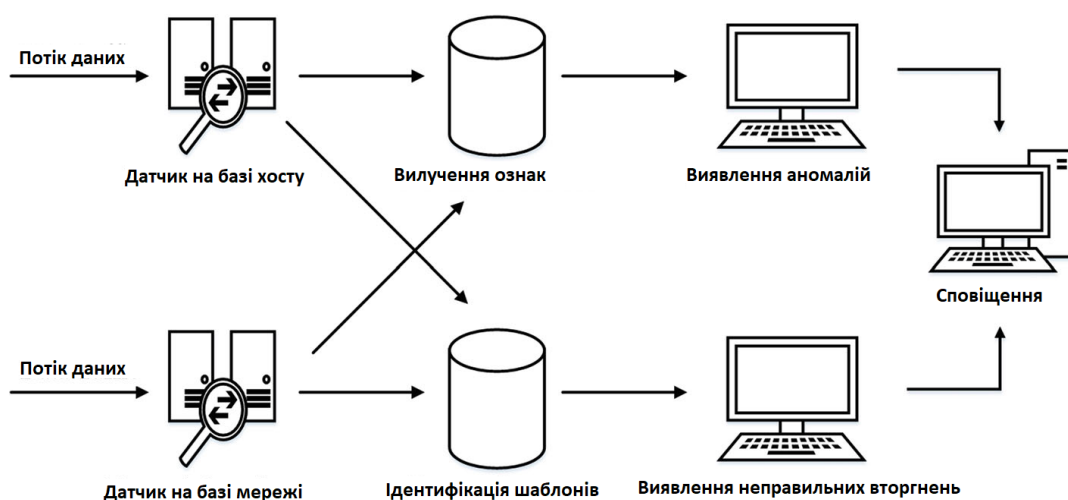 Потік даних
Датчик на базі хосту
Вилучення ознак
Виявлення аномалій
Сповіщення
Потік даних
Датчик на базі мережі
Ідентифікація шаблонів
Виявлення неправильних вторгнень